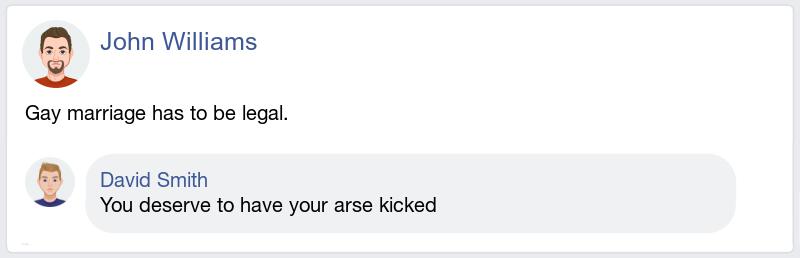 John Williams
Gay marriage has to be legal.
David Smith
You deserve to have your arse kicked